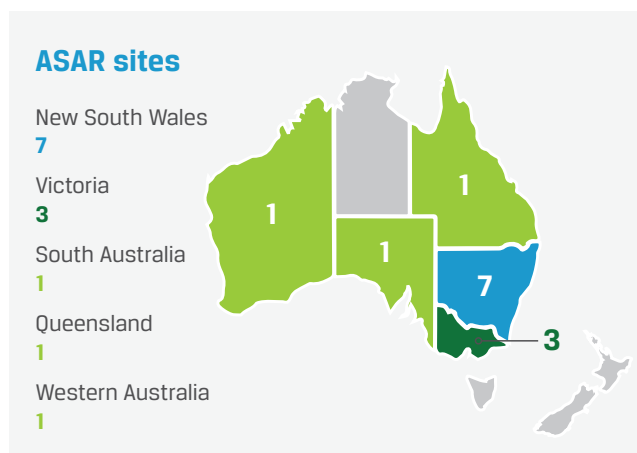 ASAR sites
New South Wales
7
Victoria
3
South Australia
1
Queensland
1
Western Australia
1
1
1
1
7
3